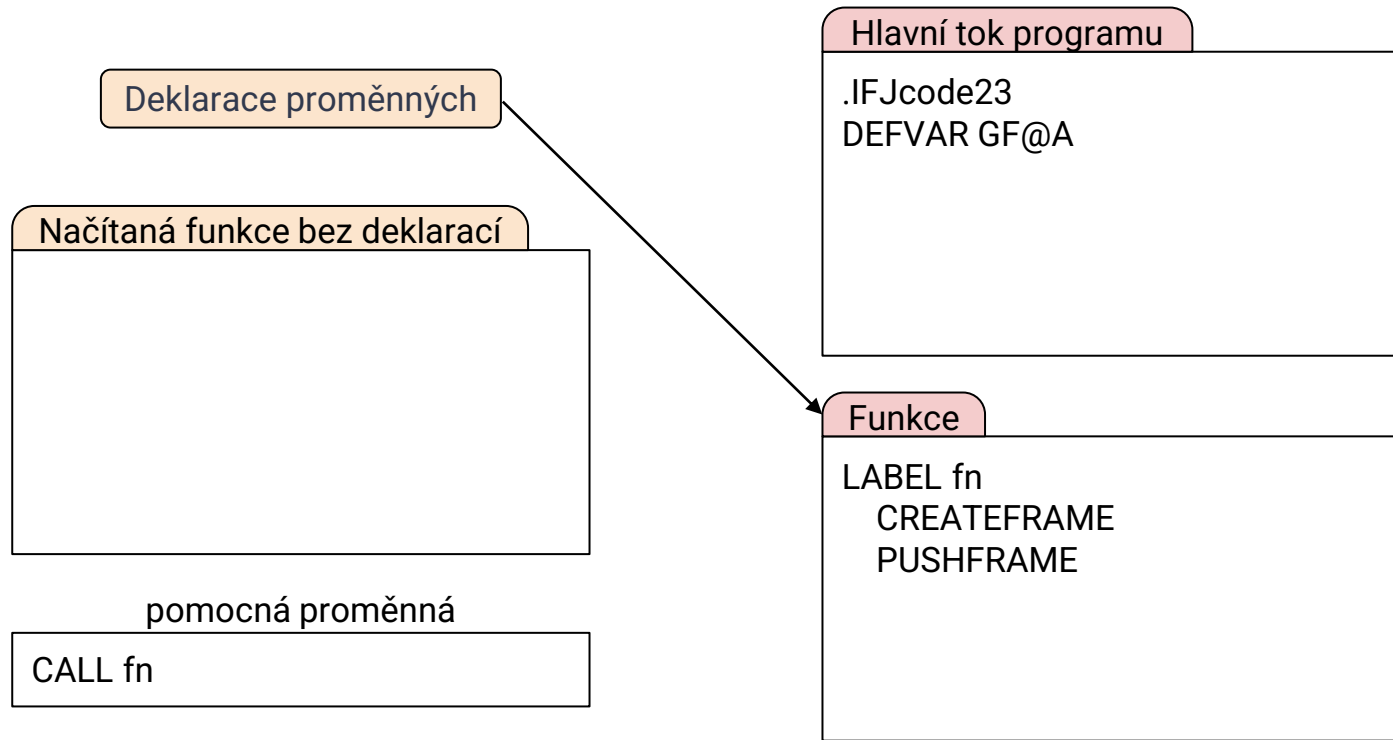 Deklarace proměnných
Načítaná funkce bez deklarací
pomocná proměnná
CALL fn
Hlavní tok programu
.IFJcode23
DEFVAR GF@A
Funkce
LABEL fn
CREATEFRAME
PUSHFRAME